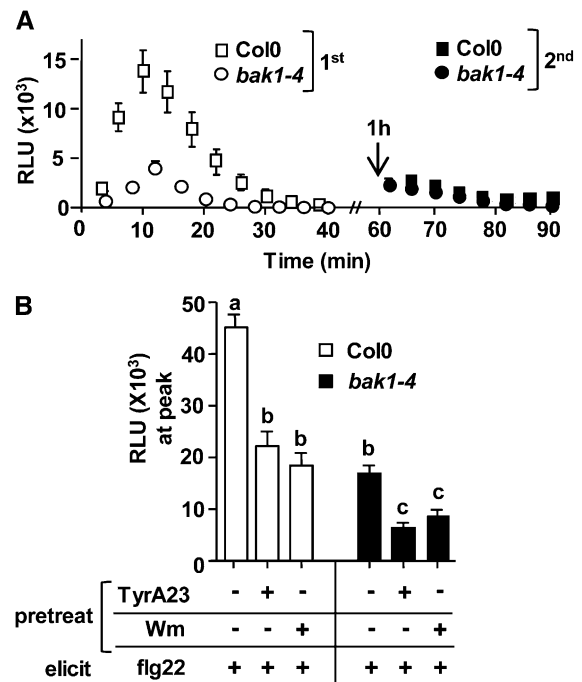 A
15
10
5
0
RLU (x10³)
Col0
bak1-4
1st
Col0
bak1-4
2nd
1h
0 10 20 30 40 60 70 80 90
Time (min)
B
50
40
30
20
10
0
RLU (X10³)
at peak
Col0
bak1-4
a
b b b
c c
pretreat
TyrA23 - + - - + -
Wm - - + - - +
elicit flg22 + + + + + +